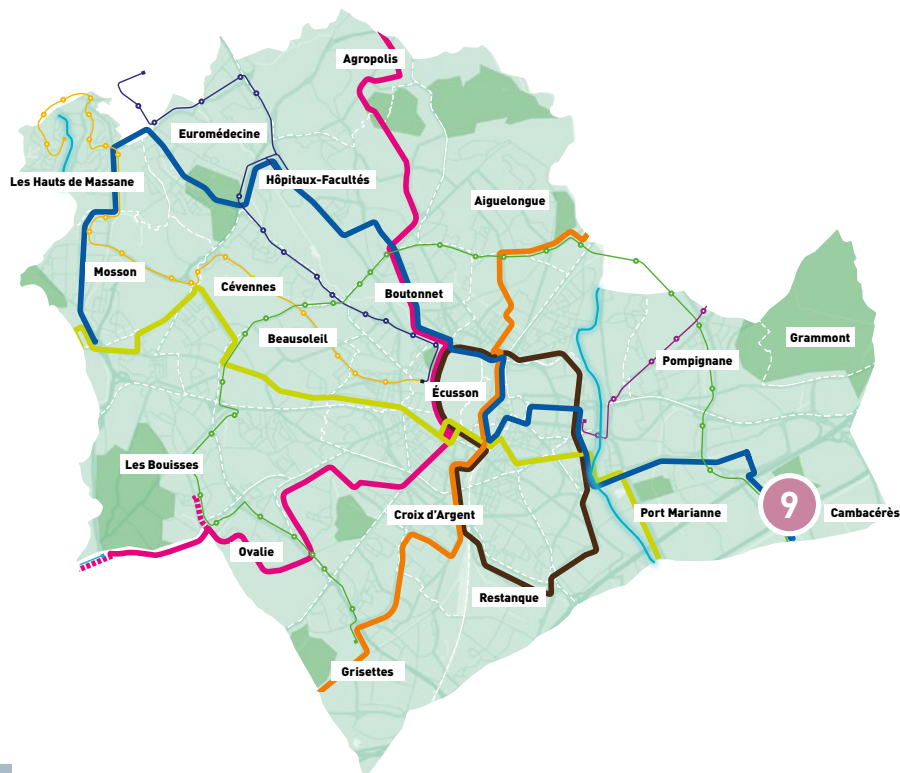 Agropolis
Euromédecine
Hôpitaux-Facultés
Les Hauts de Massane
Aiguelongue
Mosson
Cévennes
Boutonnet
Beausoleil
Grammont
Pompignane
Écusson
Les Bouisses
Croix d'Argent
Port Marianne
9
Cambacérès
Ovalie
Restanque
Grisettes